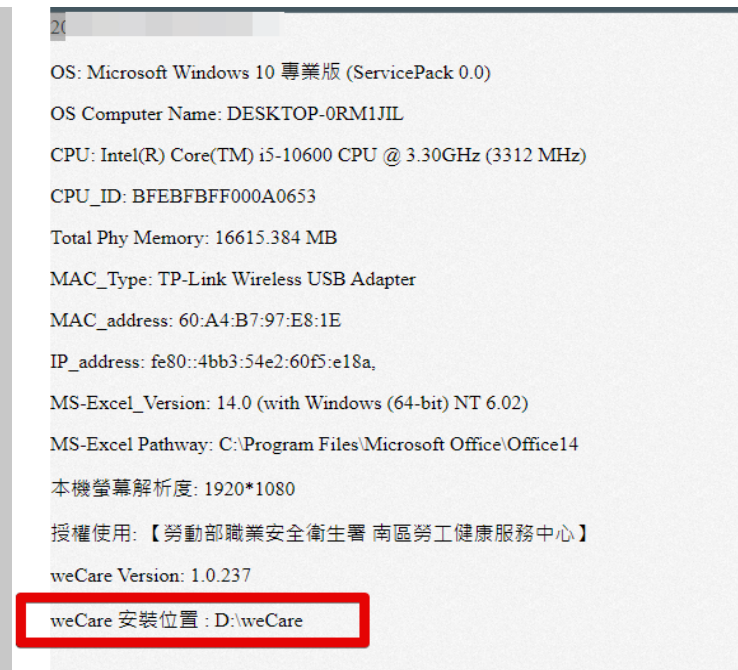 OS: Microsoft Windows 10 專業版 (ServicePack 0.0)
OS Computer Name: DESKTOP-0RM1JIL
CPU: Intel(R) Core(TM) i5-10600 CPU @ 3.30GHz (3312 MHz)
CPU_ID: BFEBFBFF000A0653
Total Phy Memory: 16615.384 MB
MAC_Type: TP-Link Wireless USB Adapter
MAC_address: 60:A4:B7:97:E8:1E
IP_address: fe80::4bb3:54e2:60f5:e18a,
MS-Excel_Version: 14.0 (with Windows (64-bit) NT 6.02)
MS-Excel Pathway: C:\Program Files\Microsoft Office\Office14
本機螢幕解析度: 1920*1080
授權使用: 【勞動部職業安全衛生署 南區勞工健康服務中心】
weCare Version: 1.0.237
weCare 安裝位置 : D:\weCare